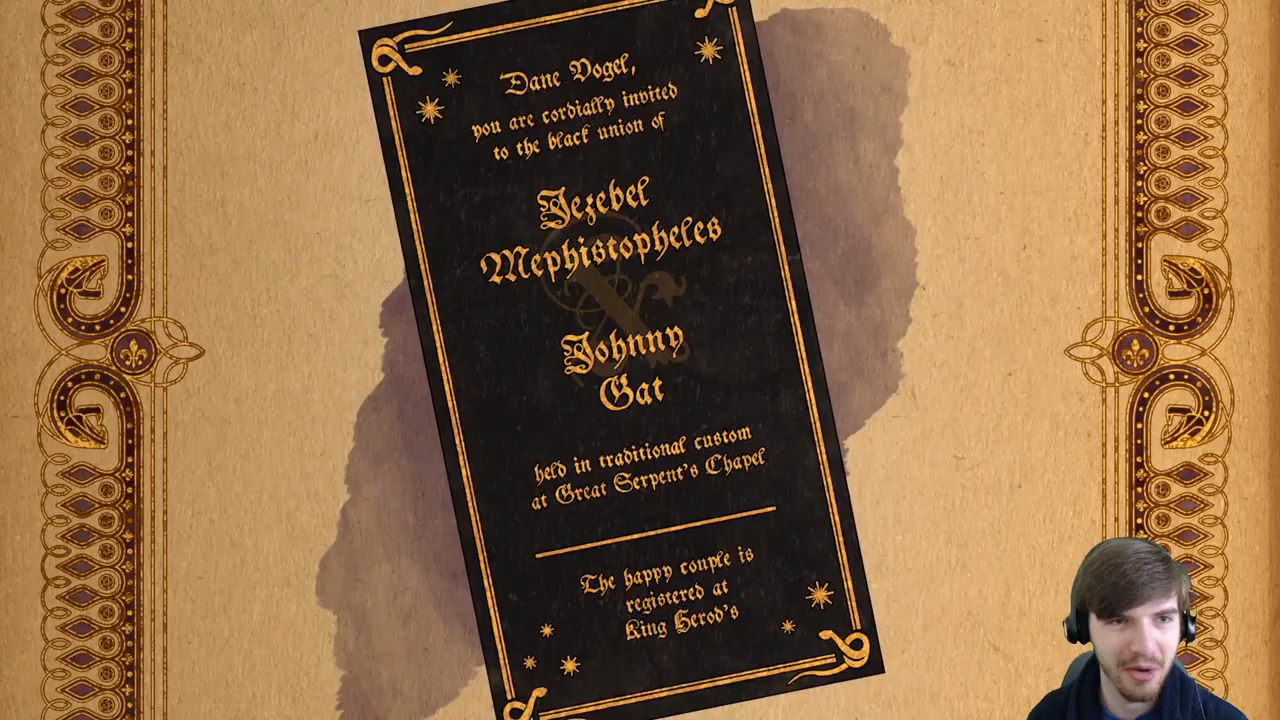 Dane Vogel,
you are cordially invited
to the black union of
Jezebel
Mephistopheles
&
Johnny
Gat
held in traditional custom
at Great Serpent's Chapel
The happy couple is
registered at
King Herod's